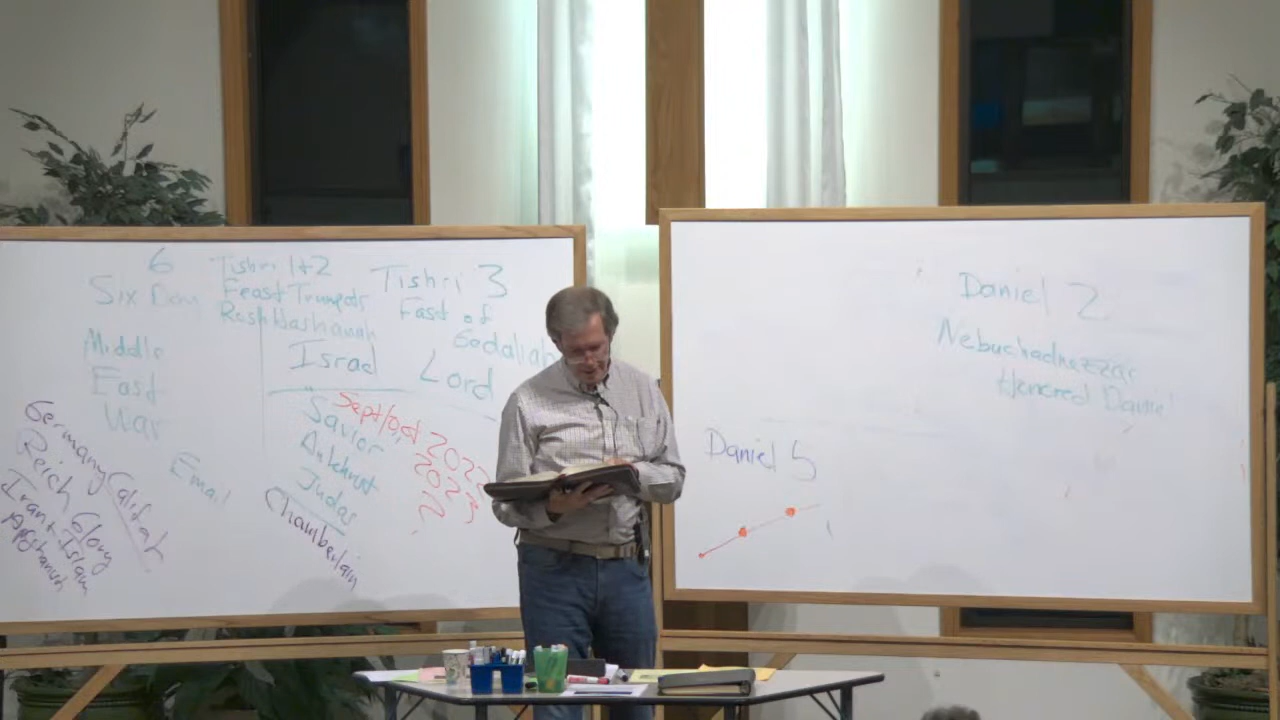 6
Six Day
Middle
East
War
Tishri 1+2
Feast Trumpets
Rosh Hashanah
Israel
Tishri 3
Fast of
Gedaliah
Lord
Savior
Antichrist
Judas
Sept/Oct 2022
2023
?
Email
Chamberlain
Germany Califat
Reich Glory
Iran + Islam
Daniel 5
Daniel 2
Nebuchadnezzar
Honored Daniel